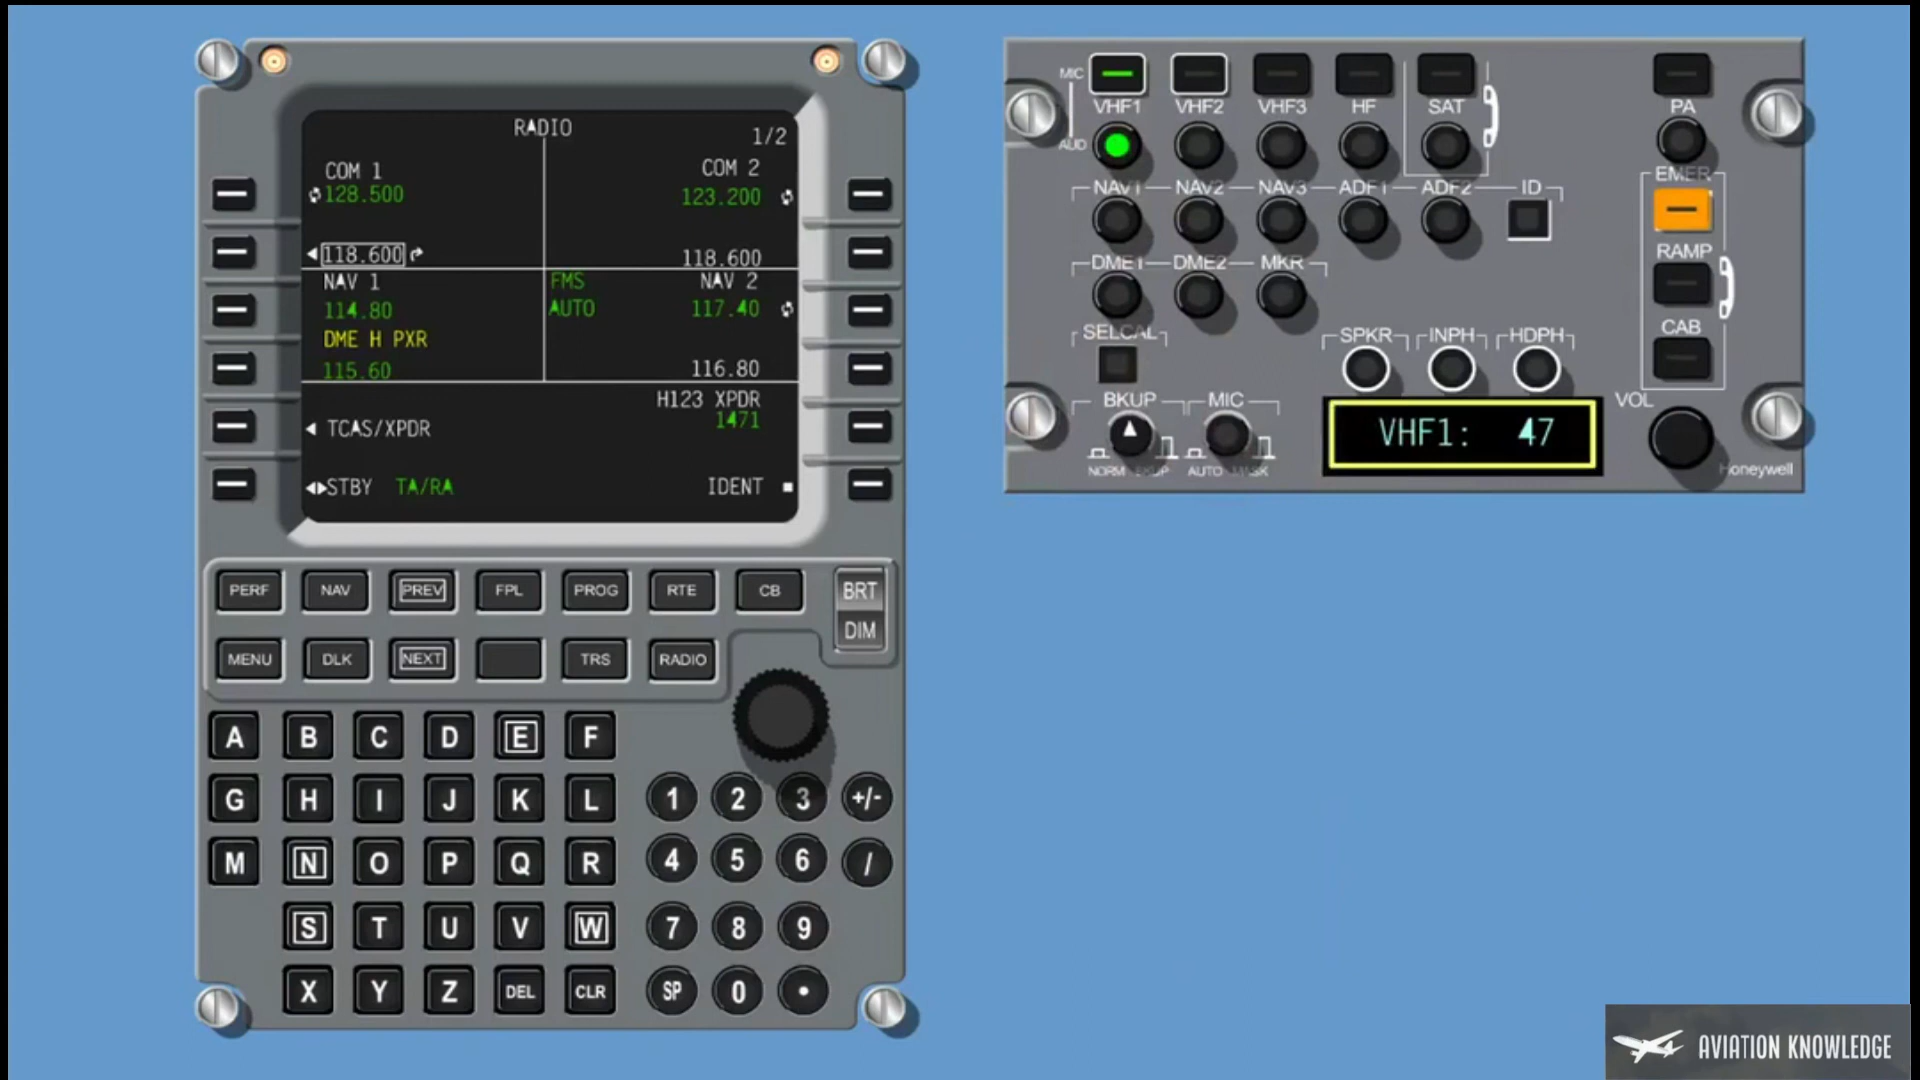 RADIO
1/2
COM 1
COM 2
128.500
123.200
118.600
118.600
NAV 1
FMS
NAV 2
114.80
AUTO
117.40
DME H PXR
115.60
116.80
H123 XPDR
1471
TCAS/XPDR
STBY TA/RA
IDENT
PERF NAV PREV FPL PROG RTE CB
BRT
DIM
MENU DLK NEXT TRS RADIO
A B C D E F
G H I J K L
1 2 3 +/-
M N O P Q R
4 5 6 /
S T U V W
7 8 9
X Y Z DEL CLR
SP 0 •
MIC
VHF1 VHF2 VHF3 HF SAT PA
AUD
NAV1 NAV2 NAV3 ADF1 ADF2 ID
EMER
RAMP
DME1 DME2 MKR
CAB
SELCAL
SPKR INPH HDPH
BKUP MIC
VOL
VHF1: 47
NORM BKUP AUTO MASK
Honeywell
AVIATION KNOWLEDGE